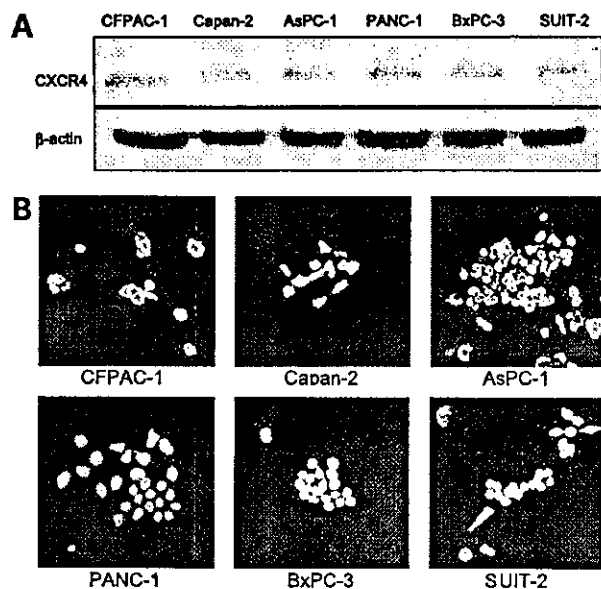 A
CFPAC-1 Capan-2 AsPC-1 PANC-1 BxPC-3 SUIT-2
CXCR4
β-actin
B
CFPAC-1 Capan-2 AsPC-1
PANC-1 BxPC-3 SUIT-2